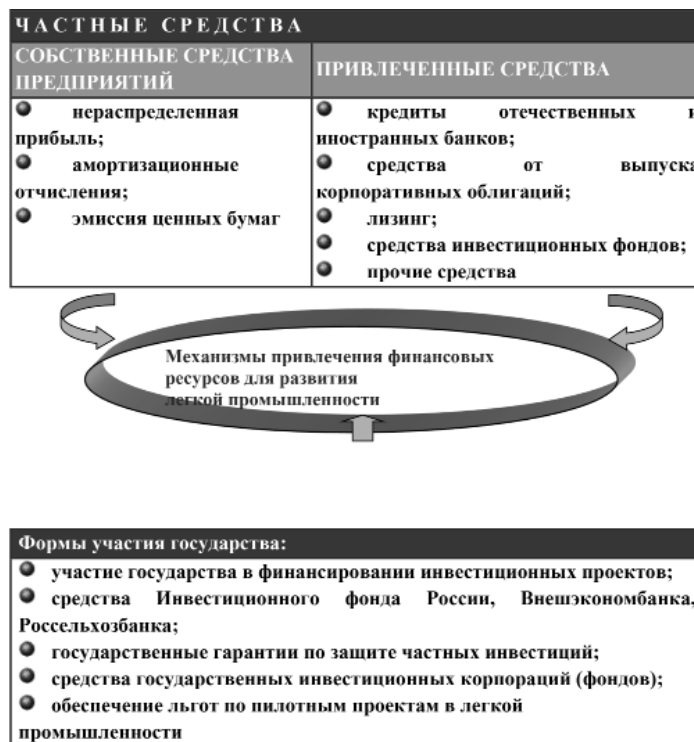 ЧАСТНЫЕ СРЕДСТВА
СОБСТВЕННЫЕ СРЕДСТВА
ПРЕДПРИЯТИЙ
нераспределенная
прибыль;
амортизационные
отчисления;
эмиссия ценных бумаг
ПРИВЛЕЧЕННЫЕ СРЕДСТВА
кредиты отечественных и
иностранных банков;
средства от выпуска
корпоративных облигаций;
лизинг;
средства инвестиционных фондов;
прочие средства
Механизмы привлечения финансовых
ресурсов для развития
легкой промышленности
Формы участия государства:
участие государства в финансировании инвестиционных проектов;
средства Инвестиционного фонда России, Внешэкономбанка,
Россельхозбанка;
государственные гарантии по защите частных инвестиций;
средства государственных инвестиционных корпораций (фондов);
обеспечение льгот по пилотным проектам в легкой
промышленности